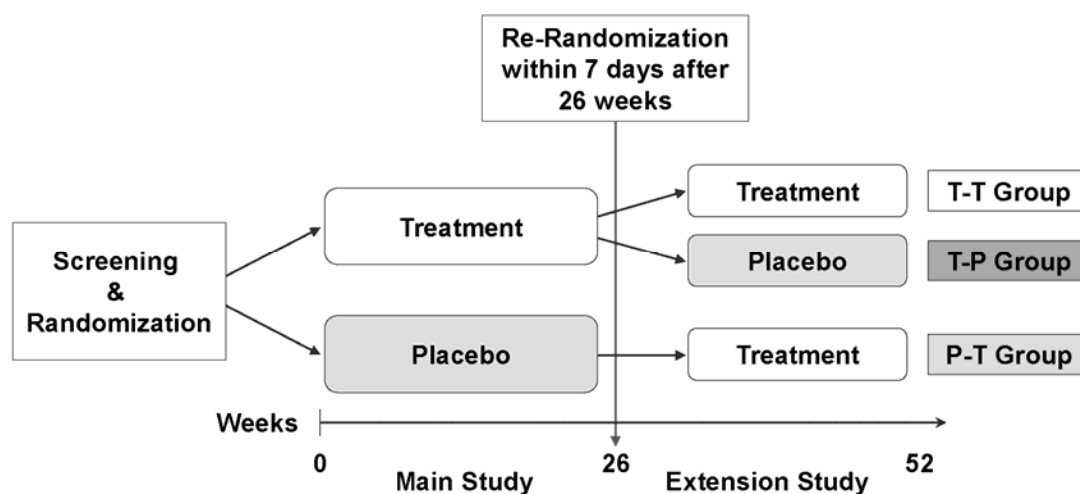 Re-Randomization
within 7 days after
26 weeks
Screening
&
Randomization
Treatment
Placebo
Treatment
Placebo
Treatment
T-T Group
T-P Group
P-T Group
Weeks
0
26
52
Main Study
Extension Study